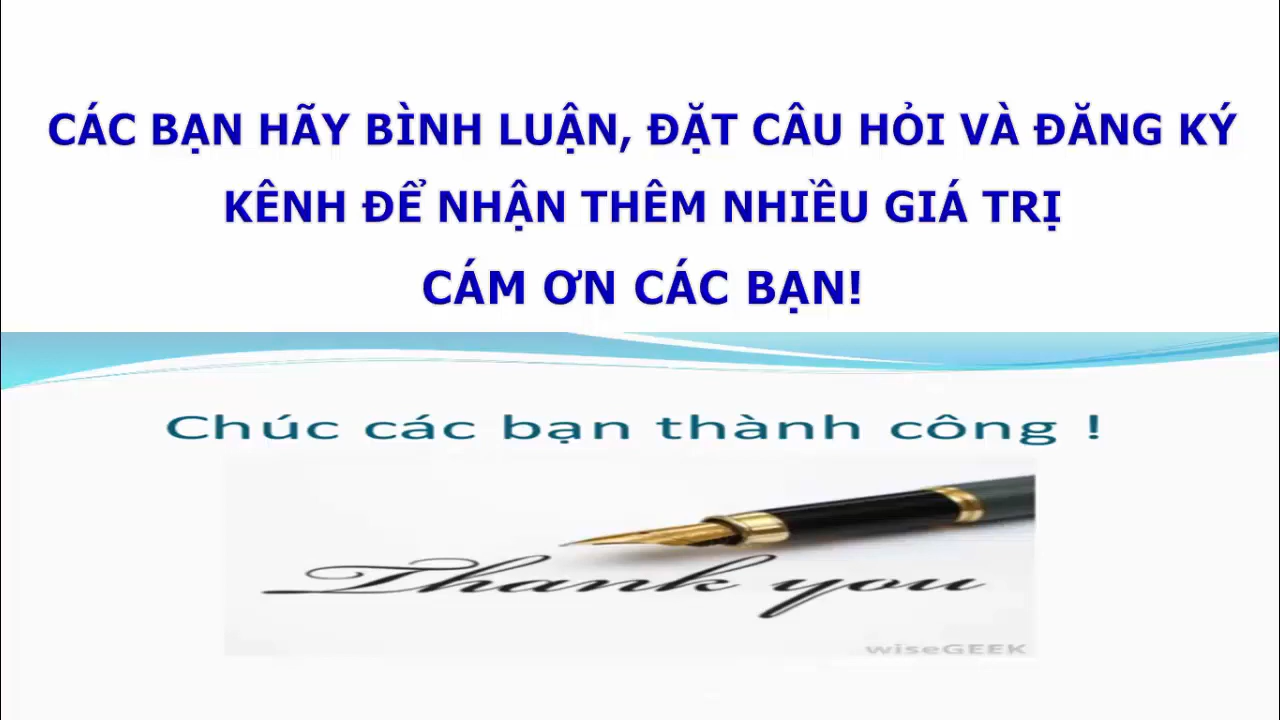 CÁC BẠN HÃY BÌNH LUẬN, ĐẶT CÂU HỎI VÀ ĐĂNG KÝ
KÊNH ĐỂ NHẬN THÊM NHIỀU GIÁ TRỊ
CÁM ƠN CÁC BẠN!
Chúc các bạn thành công !
Thank you
wiseGEEK